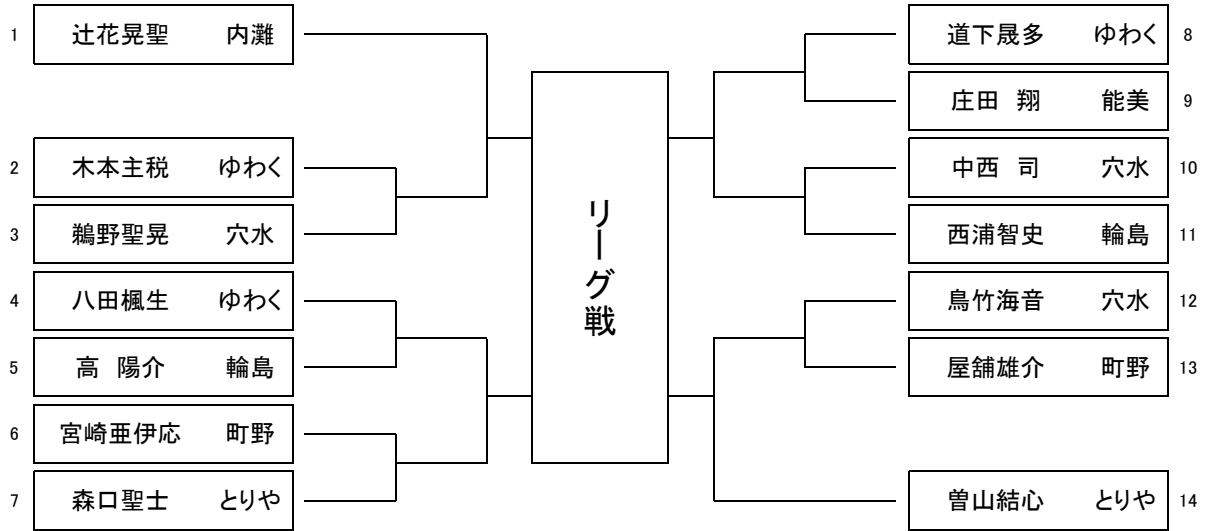 1 辻花晃聖 内灘
2 木本主税 ゆわく
3 鵜野聖晃 穴水
4 八田楓生 ゆわく
5 高 陽介 輪島
6 宮崎亜伊応 町野
7 森口聖士 とりや
リーグ戦
道下晟多 ゆわく 8
庄田 翔 能美 9
中西 司 穴水 10
西浦智史 輪島 11
鳥竹海音 穴水 12
屋舗雄介 町野 13
曽山結心 とりや 14